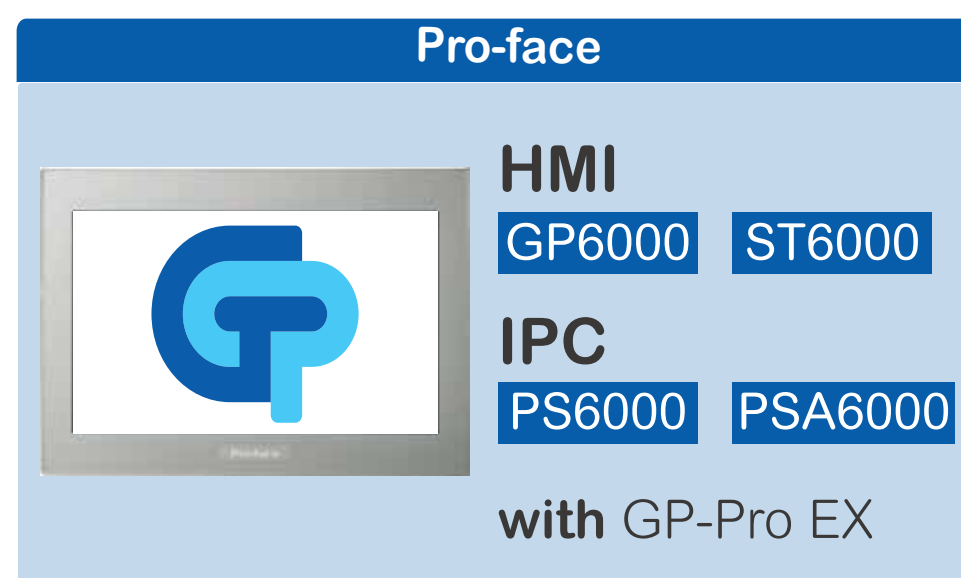 Pro-face
HMI
GP6000 ST6000
IPC
PS6000 PSA6000
with GP-Pro EX